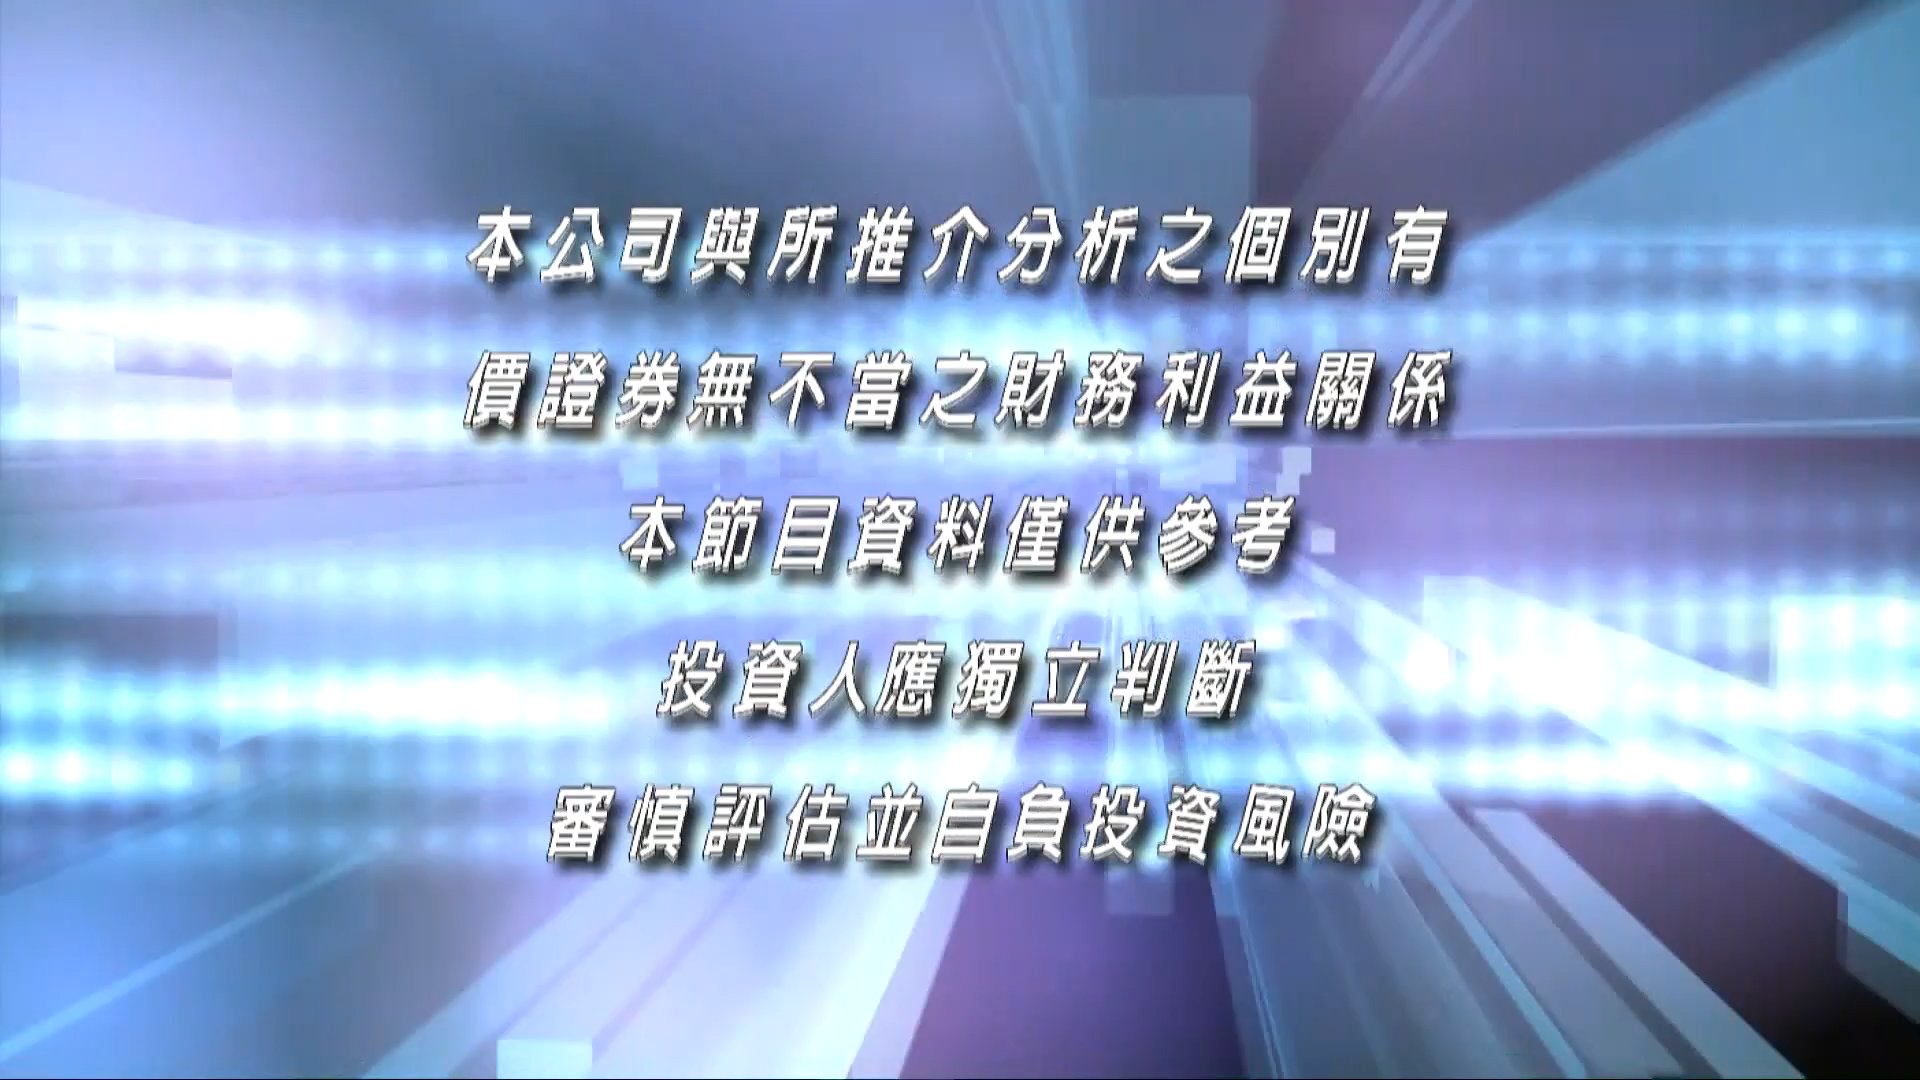 本公司與所推介分析之個別有
價證券無不當之財務利益關係
本節目資料僅供參考
投資人應獨立判斷
審慎評估並自負投資風險